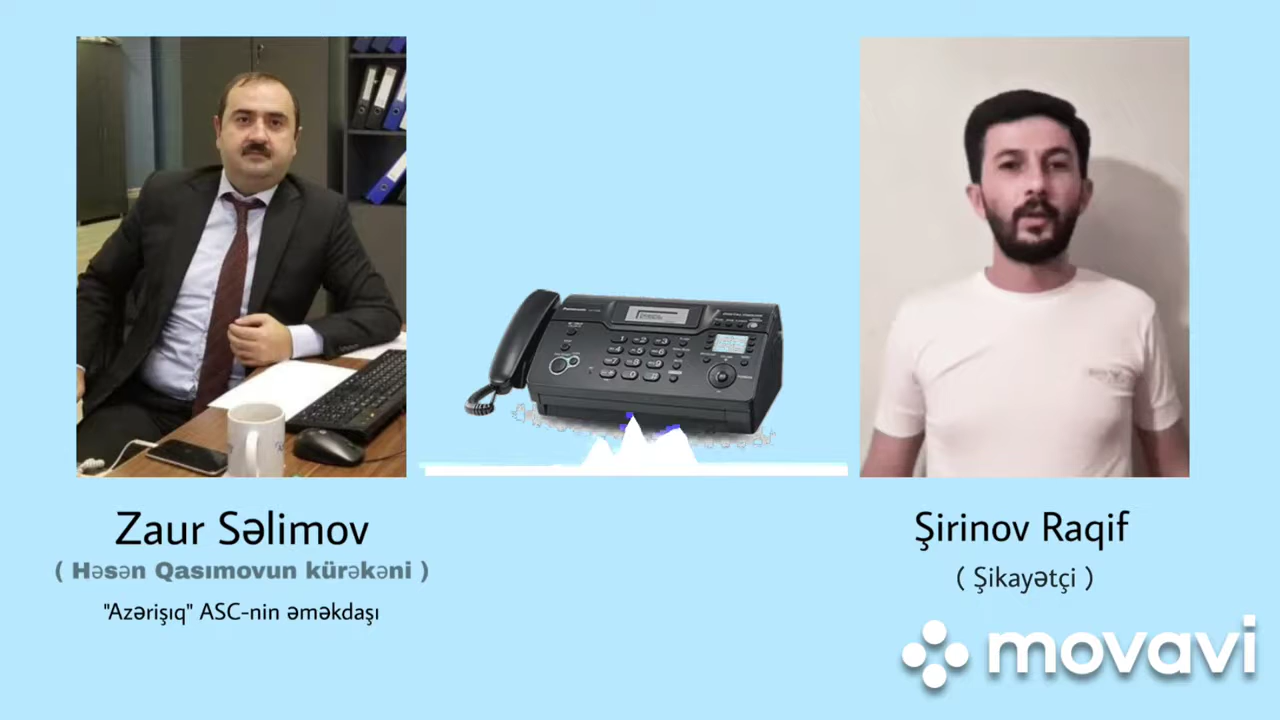 Zaur Səlimov
( Həsən Qasımovun kürəkəni )
"Azərişıq" ASC-nin əməkdaşı
Şirinov Raqif
( Şikayətçi )
movavi